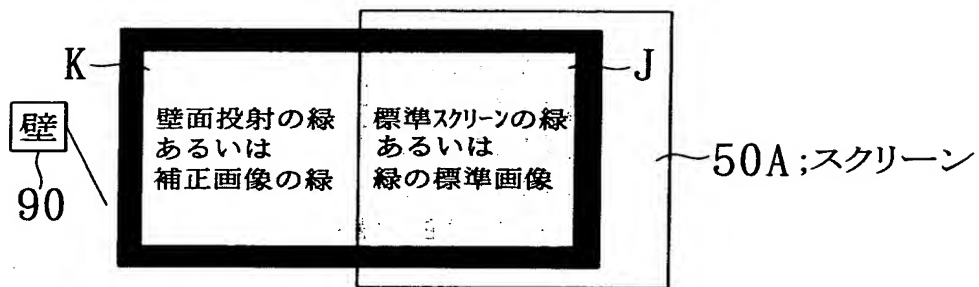 K
J
壁
90
壁面投射の緑
あるいは
補正画像の緑
標準スクリーンの緑
あるいは
緑の標準画像
50A;スクリーン